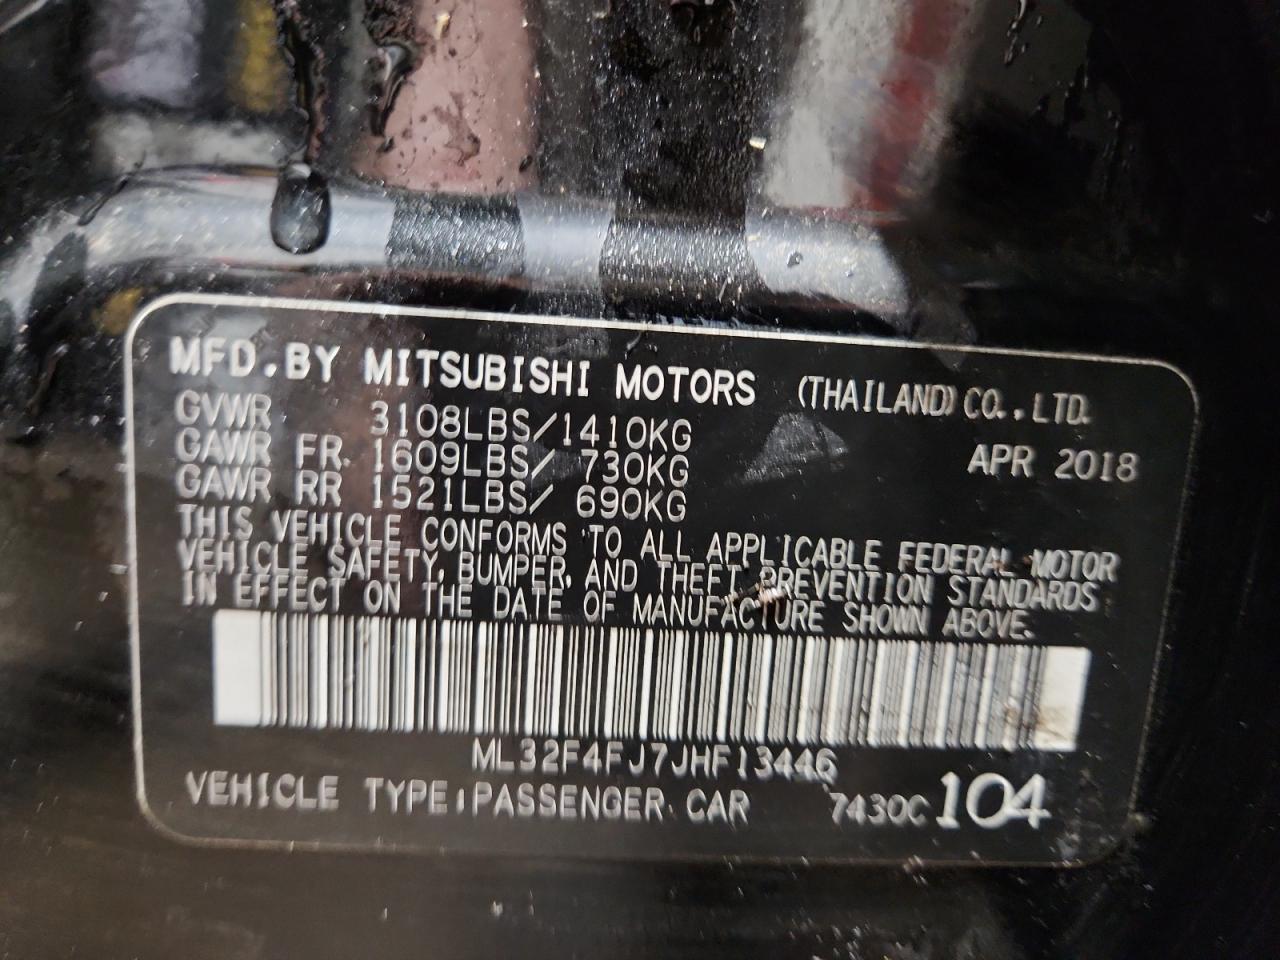 MFD. BY MITSUBISHI MOTORS (THAILAND) CO., LTD.
GVWR 3108LBS/1410KG
GAWR FR. 1609LBS/ 730KG APR 2018
GAWR RR 1521LBS/ 690KG
THIS VEHICLE CONFORMS TO ALL APPLICABLE FEDERAL MOTOR
VEHICLE SAFETY, BUMPER, AND THEFT PREVENTION STANDARDS
IN EFFECT ON THE DATE OF MANUFACTURE SHOWN ABOVE.
ML32F4FJ7JHF13446
VEHICLE TYPE: PASSENGER CAR 7430C 104